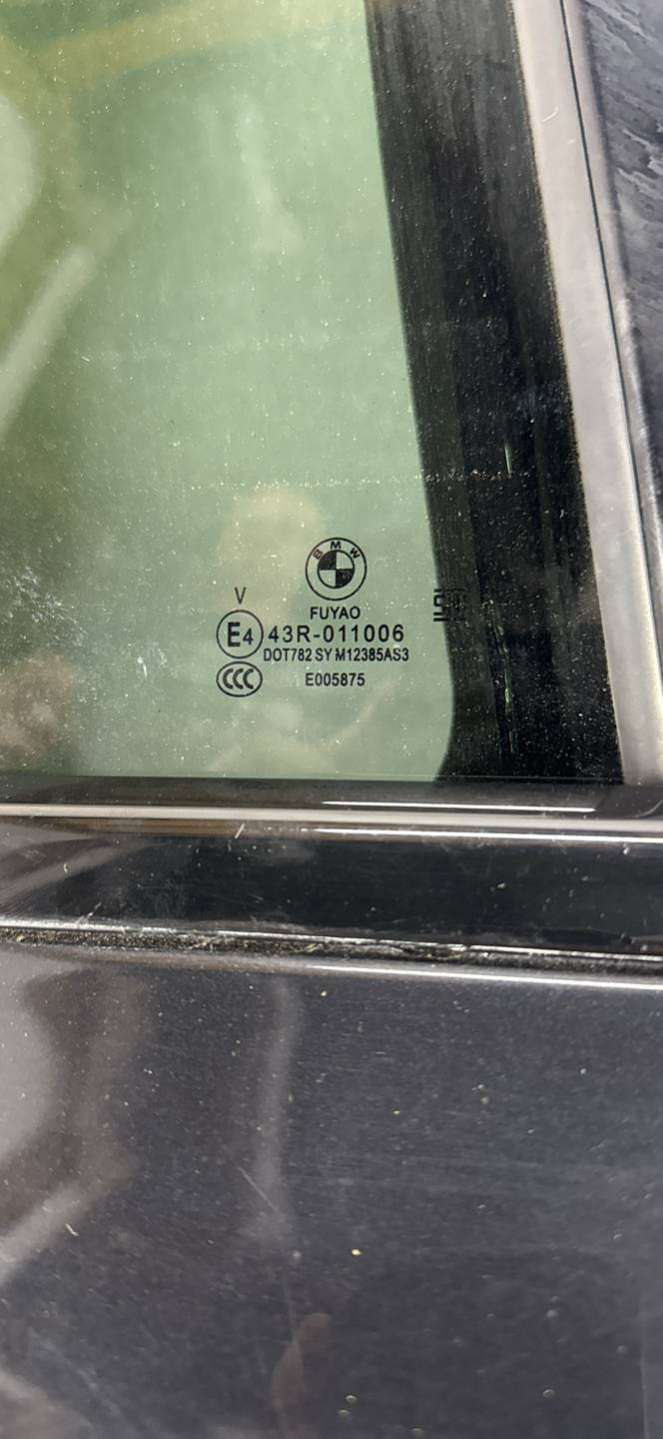 BMW
FUYAO
V
E4 43R-011006
DOT782 SY M12385AS3
CCC E005875